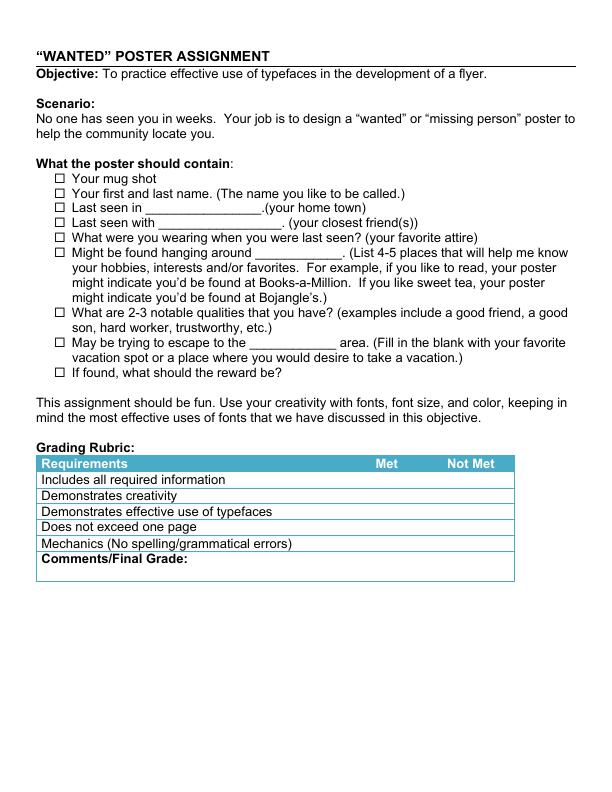 “WANTED” POSTER ASSIGNMENT
Objective: To practice effective use of typefaces in the development of a flyer.
Scenario:
No one has seen you in weeks.  Your job is to design a “wanted” or “missing person” poster to
help the community locate you.
What the poster should contain:
☐ Your mug shot
☐ Your first and last name. (The name you like to be called.)
☐ Last seen in ________________.(your home town)
☐ Last seen with _________________. (your closest friend(s))
☐ What were you wearing when you were last seen? (your favorite attire)
☐ Might be found hanging around ____________. (List 4-5 places that will help me know
your hobbies, interests and/or favorites.  For example, if you like to read, your poster
might indicate you’d be found at Books-a-Million.  If you like sweet tea, your poster
might indicate you’d be found at Bojangle’s.)
☐ What are 2-3 notable qualities that you have? (examples include a good friend, a good
son, hard worker, trustworthy, etc.)
☐ May be trying to escape to the ____________ area. (Fill in the blank with your favorite
vacation spot or a place where you would desire to take a vacation.)
☐ If found, what should the reward be?
This assignment should be fun. Use your creativity with fonts, font size, and color, keeping in
mind the most effective uses of fonts that we have discussed in this objective.
Grading Rubric:
Requirements Met Not Met
Includes all required information
Demonstrates creativity
Demonstrates effective use of typefaces
Does not exceed one page
Mechanics (No spelling/grammatical errors)
Comments/Final Grade: